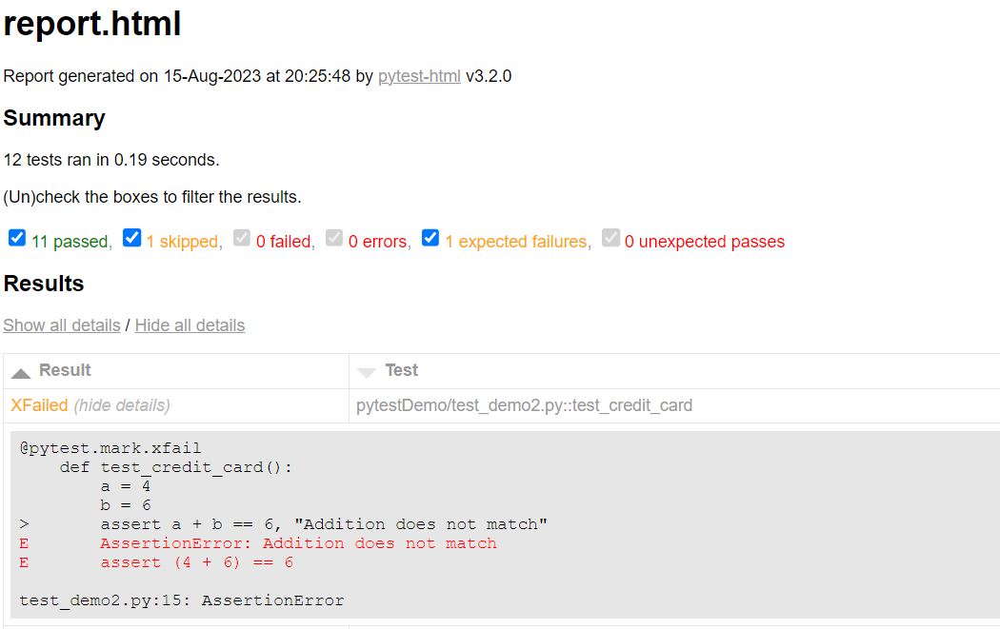 report.html
Report generated on 15-Aug-2023 at 20:25:48 by pytest-html v3.2.0
Summary
12 tests ran in 0.19 seconds.
(Un)check the boxes to filter the results.
11 passed, 1 skipped, 0 failed, 0 errors, 1 expected failures, 0 unexpected passes
Results
Show all details / Hide all details
Result Test
XFailed (hide details) pytestDemo/test_demo2.py::test_credit_card
@pytest.mark.xfail
    def test_credit_card():
        a = 4
        b = 6
>       assert a + b == 6, "Addition does not match"
E       AssertionError: Addition does not match
E       assert (4 + 6) == 6
test_demo2.py:15: AssertionError